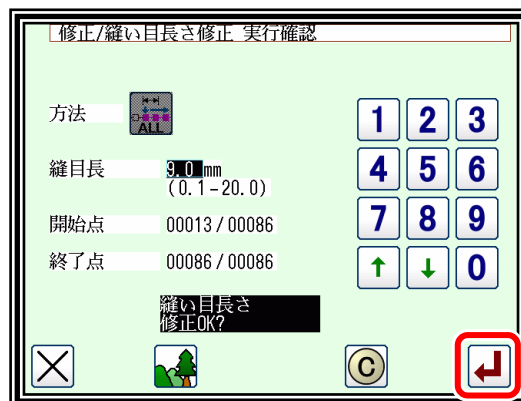 修正/縫い目長さ修正 実行確認
方法
ALL
縫目長 9.0 mm
(0.1-20.0)
開始点 00013/00086
終了点 00086/00086
縫い目長さ
修正OK?
1 2 3
4 5 6
7 8 9
↑ ↓ 0
C